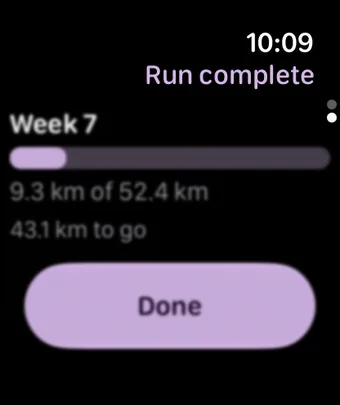 10:09
Run complete
Week 7
9.3 km of 52.4 km
43.1 km to go
Done